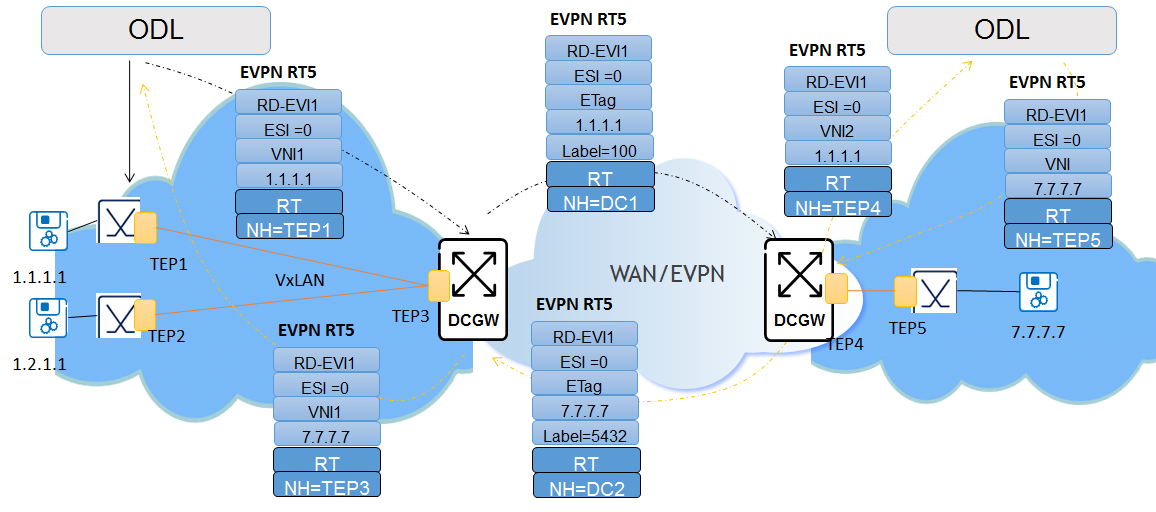 ODL
EVPN RT5
RD-EVI1
ESI =0
VNI1
1.1.1.1
RT
NH=TEP1
EVPN RT5
RD-EVI1
ESI =0
ETag
1.1.1.1
Label=100
RT
NH=DC1
EVPN RT5
RD-EVI1
ESI =0
VNI2
1.1.1.1
RT
NH=TEP4
ODL
EVPN RT5
RD-EVI1
ESI =0
VNI
7.7.7.7
RT
NH=TEP5
1.1.1.1
TEP1
VxLAN
TEP2
1.2.1.1
TEP3
DCGW
WAN/EVPN
DCGW
TEP4
TEP5
7.7.7.7
EVPN RT5
RD-EVI1
ESI =0
VNI1
7.7.7.7
RT
NH=TEP3
EVPN RT5
RD-EVI1
ESI =0
ETag
7.7.7.7
Label=5432
RT
NH=DC2